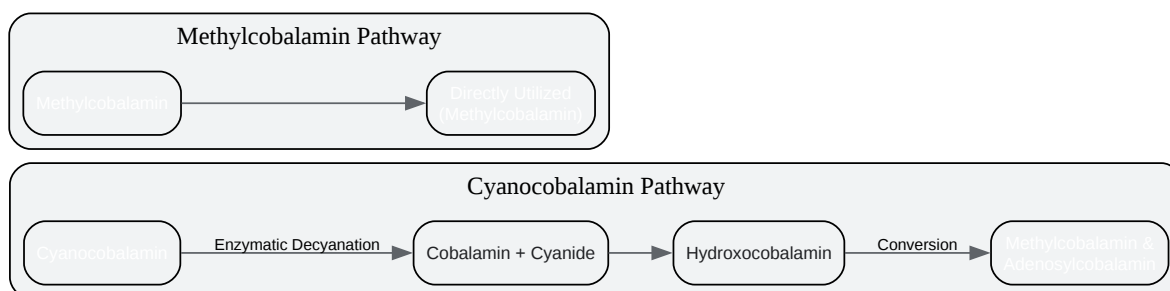 Methylcobalamin Pathway
Methylcobalamin
Directly Utilized
(Methylcobalamin)
Cyanocobalamin Pathway
Cyanocobalamin
Enzymatic Decyanation
Cobalamin + Cyanide
Hydroxocobalamin
Conversion
Methylcobalamin &
Adenosylcobalamin